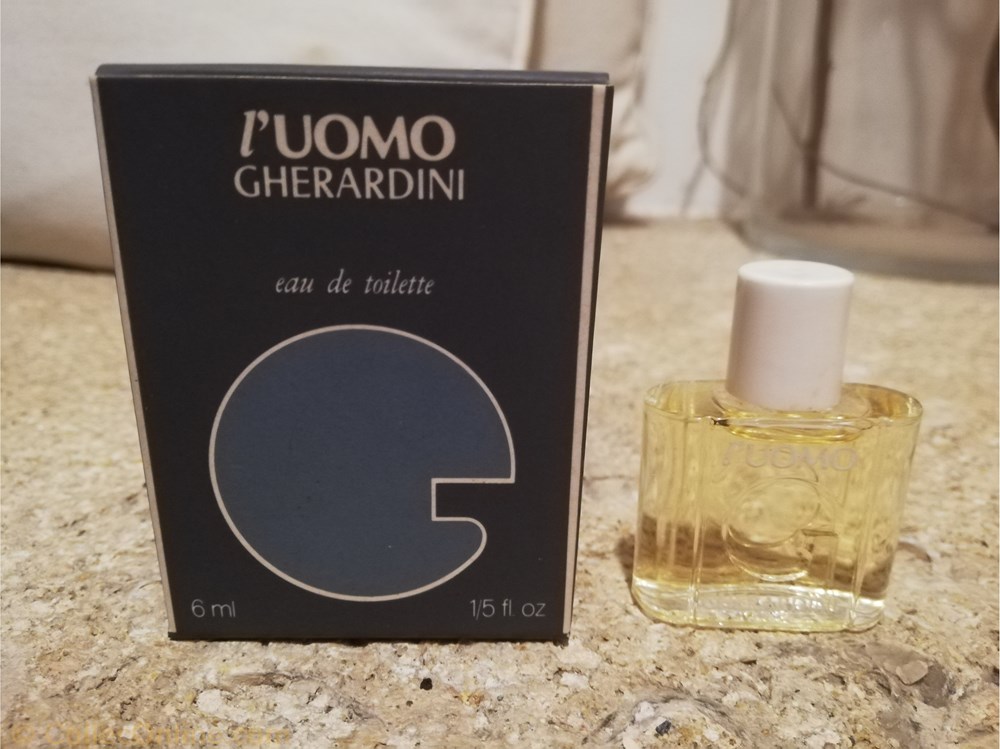 l'UOMO
GHERARDINI
eau de toilette
6 ml 1/5 fl oz
l'UOMO